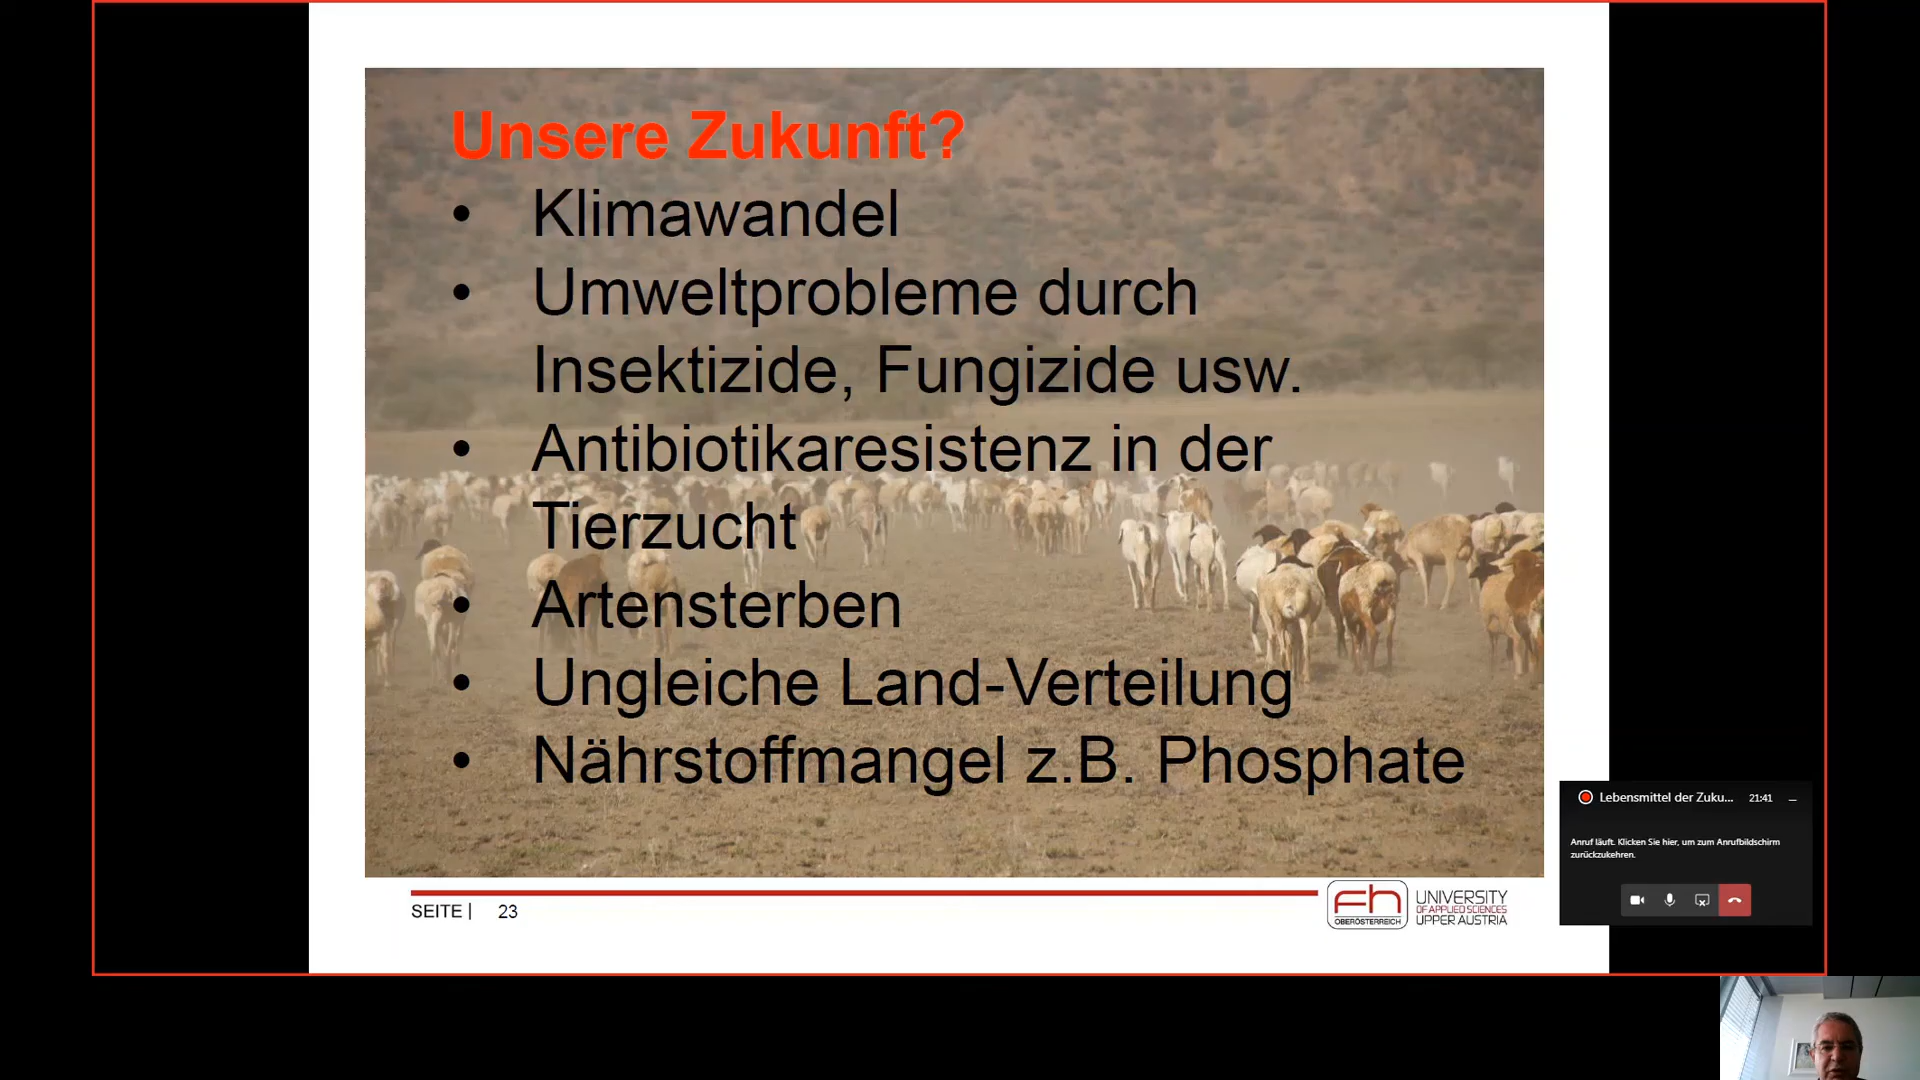 Unsere Zukunft?
• Klimawandel
• Umweltprobleme durch
Insektizide, Fungizide usw.
• Antibiotikaresistenz in der
Tierzucht
• Artensterben
• Ungleiche Land-Verteilung
• Nährstoffmangel z.B. Phosphate
SEITE | 23
fh
OBERÖSTERREICH
UNIVERSITY
OF APPLIED SCIENCES
UPPER AUSTRIA
Lebensmittel der Zuku... 21:41
Anruf läuft. Klicken Sie hier, um zum Anrufbildschirm
zurückzukehren.